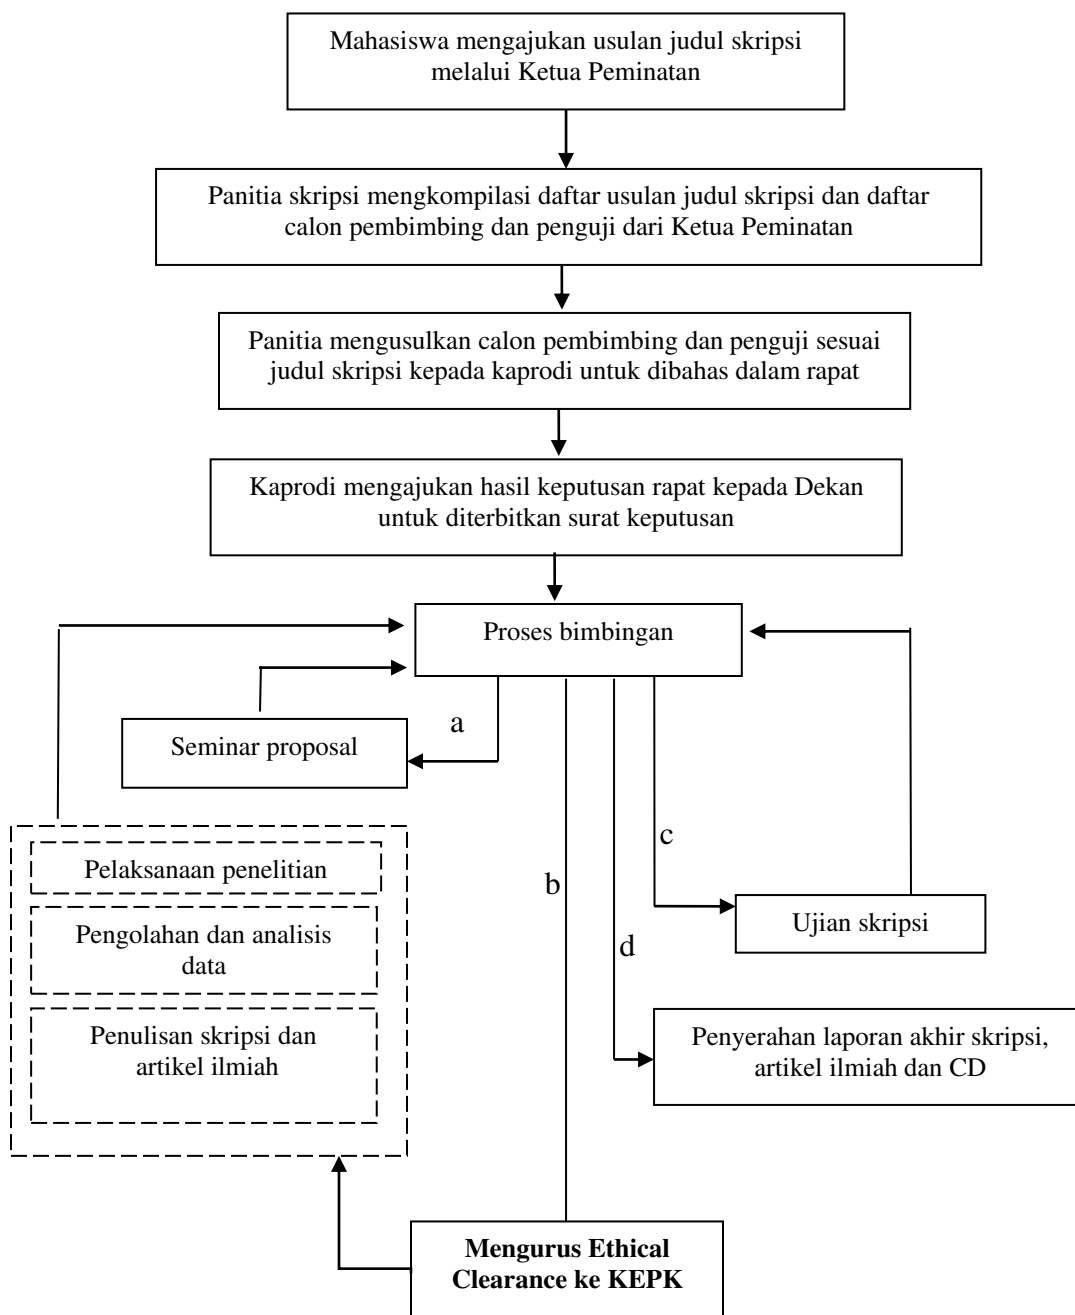 Mahasiswa mengajukan usulan judul skripsi
melalui Ketua Peminatan
Panitia skripsi mengkompilasi daftar usulan judul skripsi dan daftar
calon pembimbing dan penguji dari Ketua Peminatan
Panitia mengusulkan calon pembimbing dan penguji sesuai
judul skripsi kepada kaprodi untuk dibahas dalam rapat
Kaprodi mengajukan hasil keputusan rapat kepada Dekan
untuk diterbitkan surat keputusan
Proses bimbingan
a
Seminar proposal
c
Pelaksanaan penelitian
b
Pengolahan dan analisis
data
Ujian skripsi
d
Penulisan skripsi dan
artikel ilmiah
Penyerahan laporan akhir skripsi,
artikel ilmiah dan CD
Mengurus Ethical
Clearance ke KEPK